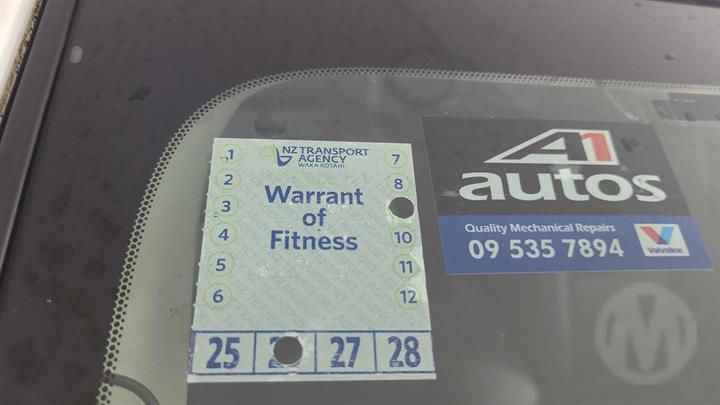 NZ TRANSPORT
AGENCY
WAKA KOTAHI
Warrant
of
Fitness
1
2
3
4
5
6
7
8
10
11
12
25
27
28
A1
autos
Quality Mechanical Repairs
09 535 7894
Valvoline
M